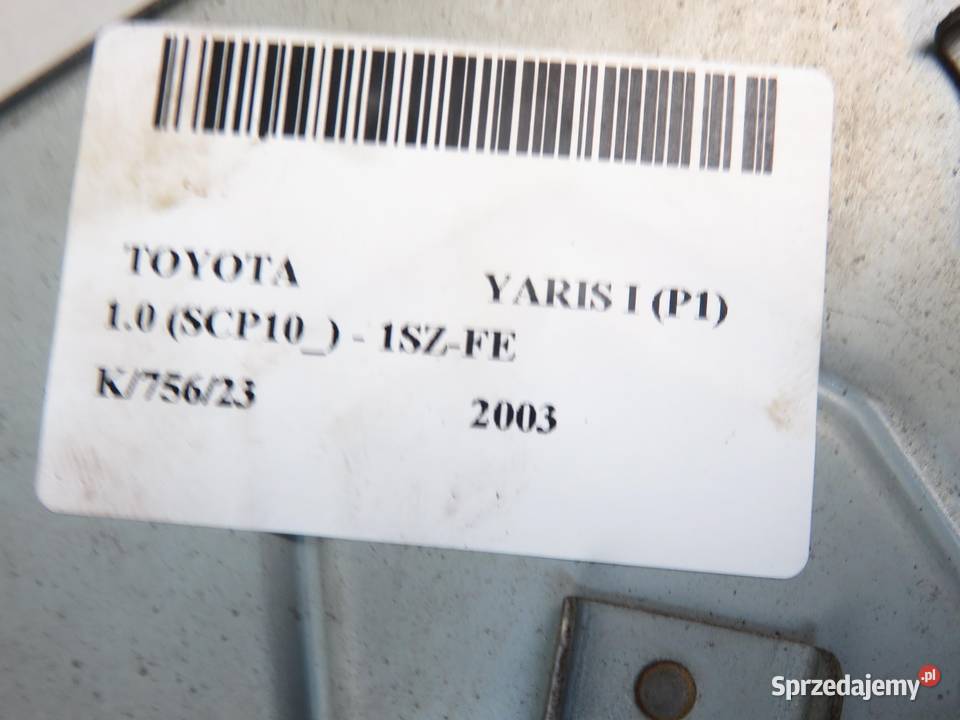 TOYOTA YARIS I (P1)
1.0 (SCP10_) - 1SZ-FE
K/756/23 2003
Sprzedajemy.pl